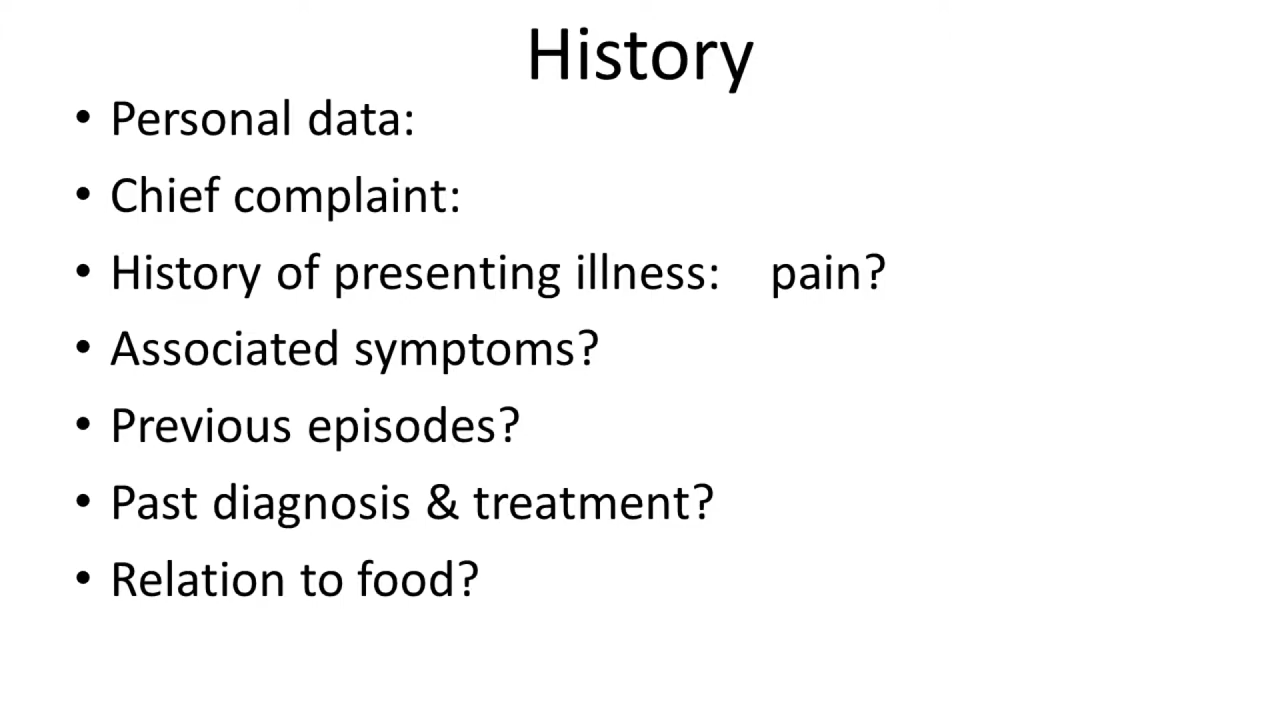 History
• Personal data:
• Chief complaint:
• History of presenting illness: pain?
• Associated symptoms?
• Previous episodes?
• Past diagnosis & treatment?
• Relation to food?